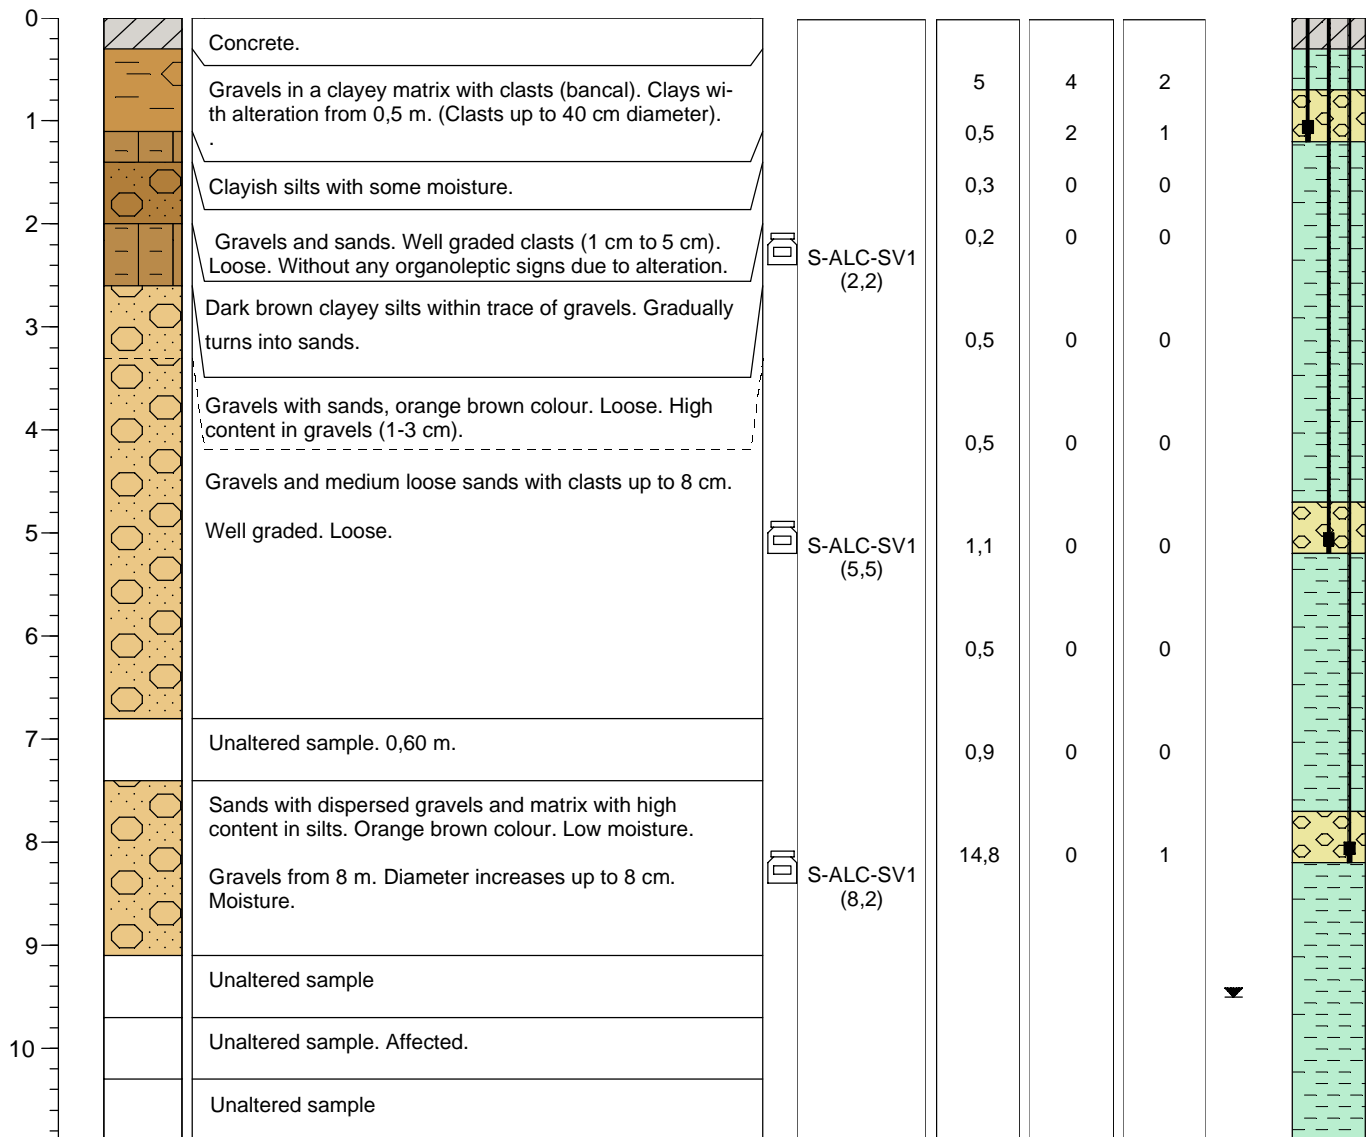 0
Concrete.
Gravels in a clayey matrix with clasts (bancal). Clays wi-
th alteration from 0,5 m. (Clasts up to 40 cm diameter).
.
5 4 2
1
0,5 2 1
Clayish silts with some moisture.
0,3 0 0
2
Gravels and sands. Well graded clasts (1 cm to 5 cm).
Loose. Without any organoleptic signs due to alteration.
S-ALC-SV1
(2,2)
0,2 0 0
Dark brown clayey silts within trace of gravels. Gradually
turns into sands.
3
0,5 0 0
Gravels with sands, orange brown colour. Loose. High
content in gravels (1-3 cm).
4
0,5 0 0
Gravels and medium loose sands with clasts up to 8 cm.
Well graded. Loose.
5
S-ALC-SV1
(5,5)
1,1 0 0
6
0,5 0 0
7
Unaltered sample. 0,60 m.
0,9 0 0
Sands with dispersed gravels and matrix with high
content in silts. Orange brown colour. Low moisture.
8
Gravels from 8 m. Diameter increases up to 8 cm.
Moisture.
S-ALC-SV1
(8,2)
14,8 0 1
9
Unaltered sample
10
Unaltered sample. Affected.
Unaltered sample